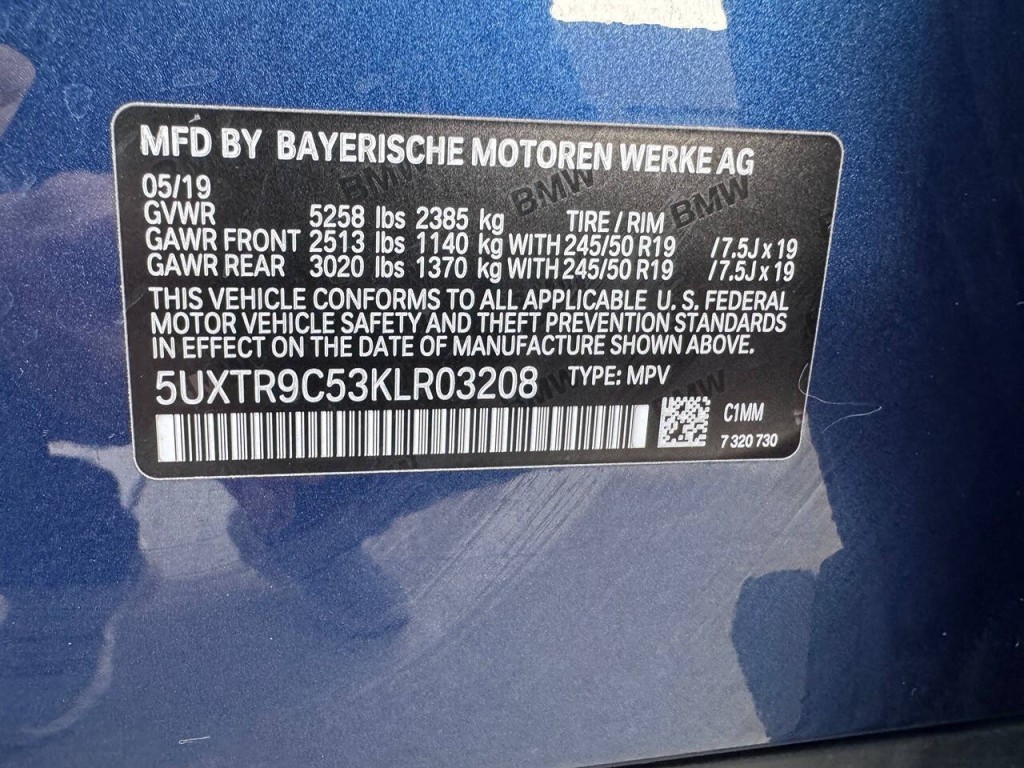 MFD BY BAYERISCHE MOTOREN WERKE AG
05/19
GVWR 5258 lbs 2385 kg TIRE / RIM
GAWR FRONT 2513 lbs 1140 kg WITH 245/50 R19 /7.5J x 19
GAWR REAR 3020 lbs 1370 kg WITH 245/50 R19 /7.5J x 19
THIS VEHICLE CONFORMS TO ALL APPLICABLE U. S. FEDERAL
MOTOR VEHICLE SAFETY AND THEFT PREVENTION STANDARDS
IN EFFECT ON THE DATE OF MANUFACTURE SHOWN ABOVE.
5UXTR9C53KLR03208 TYPE: MPV
C1MM
7 320 730
BMW BMW BMW